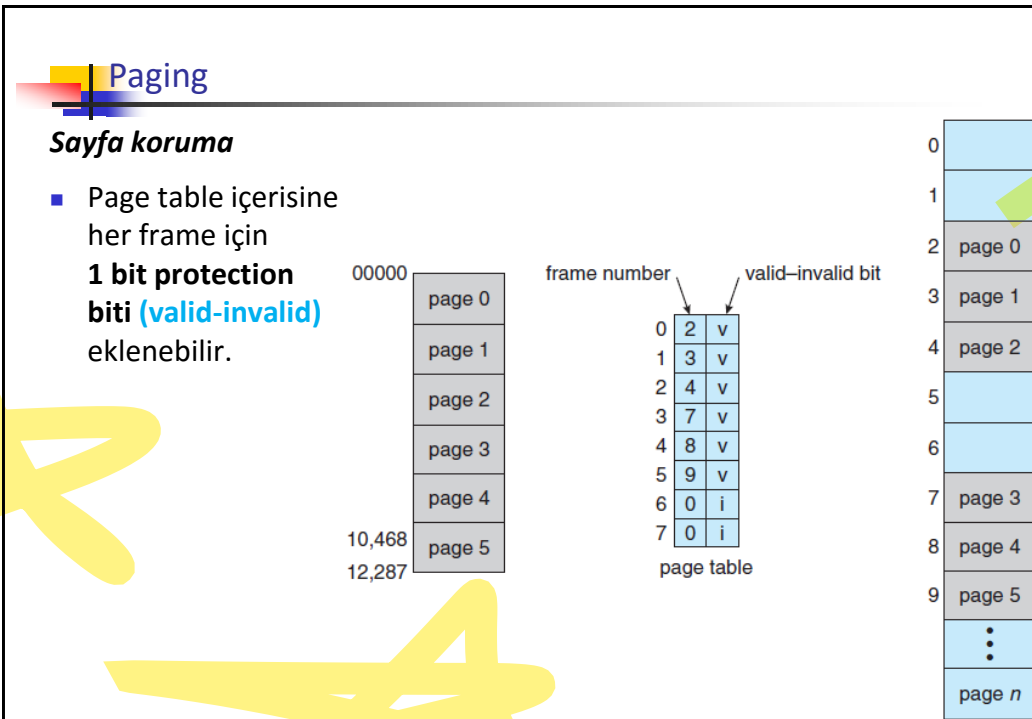 Paging
Sayfa koruma
Page table içerisine
her frame için
1 bit protection
biti (valid-invalid)
eklenebilir.
00000
page 0
page 1
page 2
page 3
page 4
10,468
page 5
12,287
frame number
valid–invalid bit
0 2 v
1 3 v
2 4 v
3 7 v
4 8 v
5 9 v
6 0 i
7 0 i
page table
0
1
2 page 0
3 page 1
4 page 2
5
6
7 page 3
8 page 4
9 page 5
page n